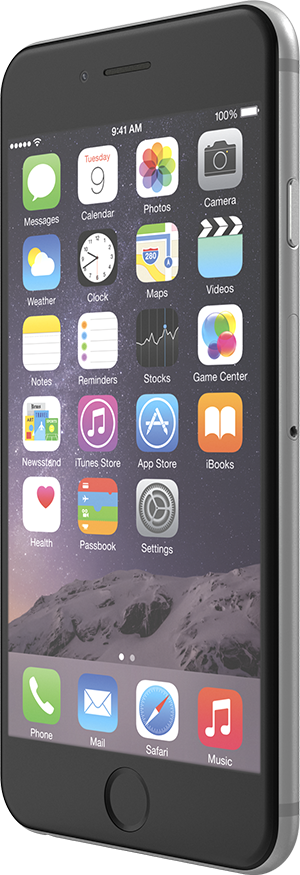 9:41 AM 100%
Tuesday
9
Messages Calendar Photos Camera
280
Weather Clock Maps Videos
Notes Reminders Stocks Game Center
News
Newsstand iTunes Store App Store iBooks
Health Passbook Settings
Phone Mail Safari Music